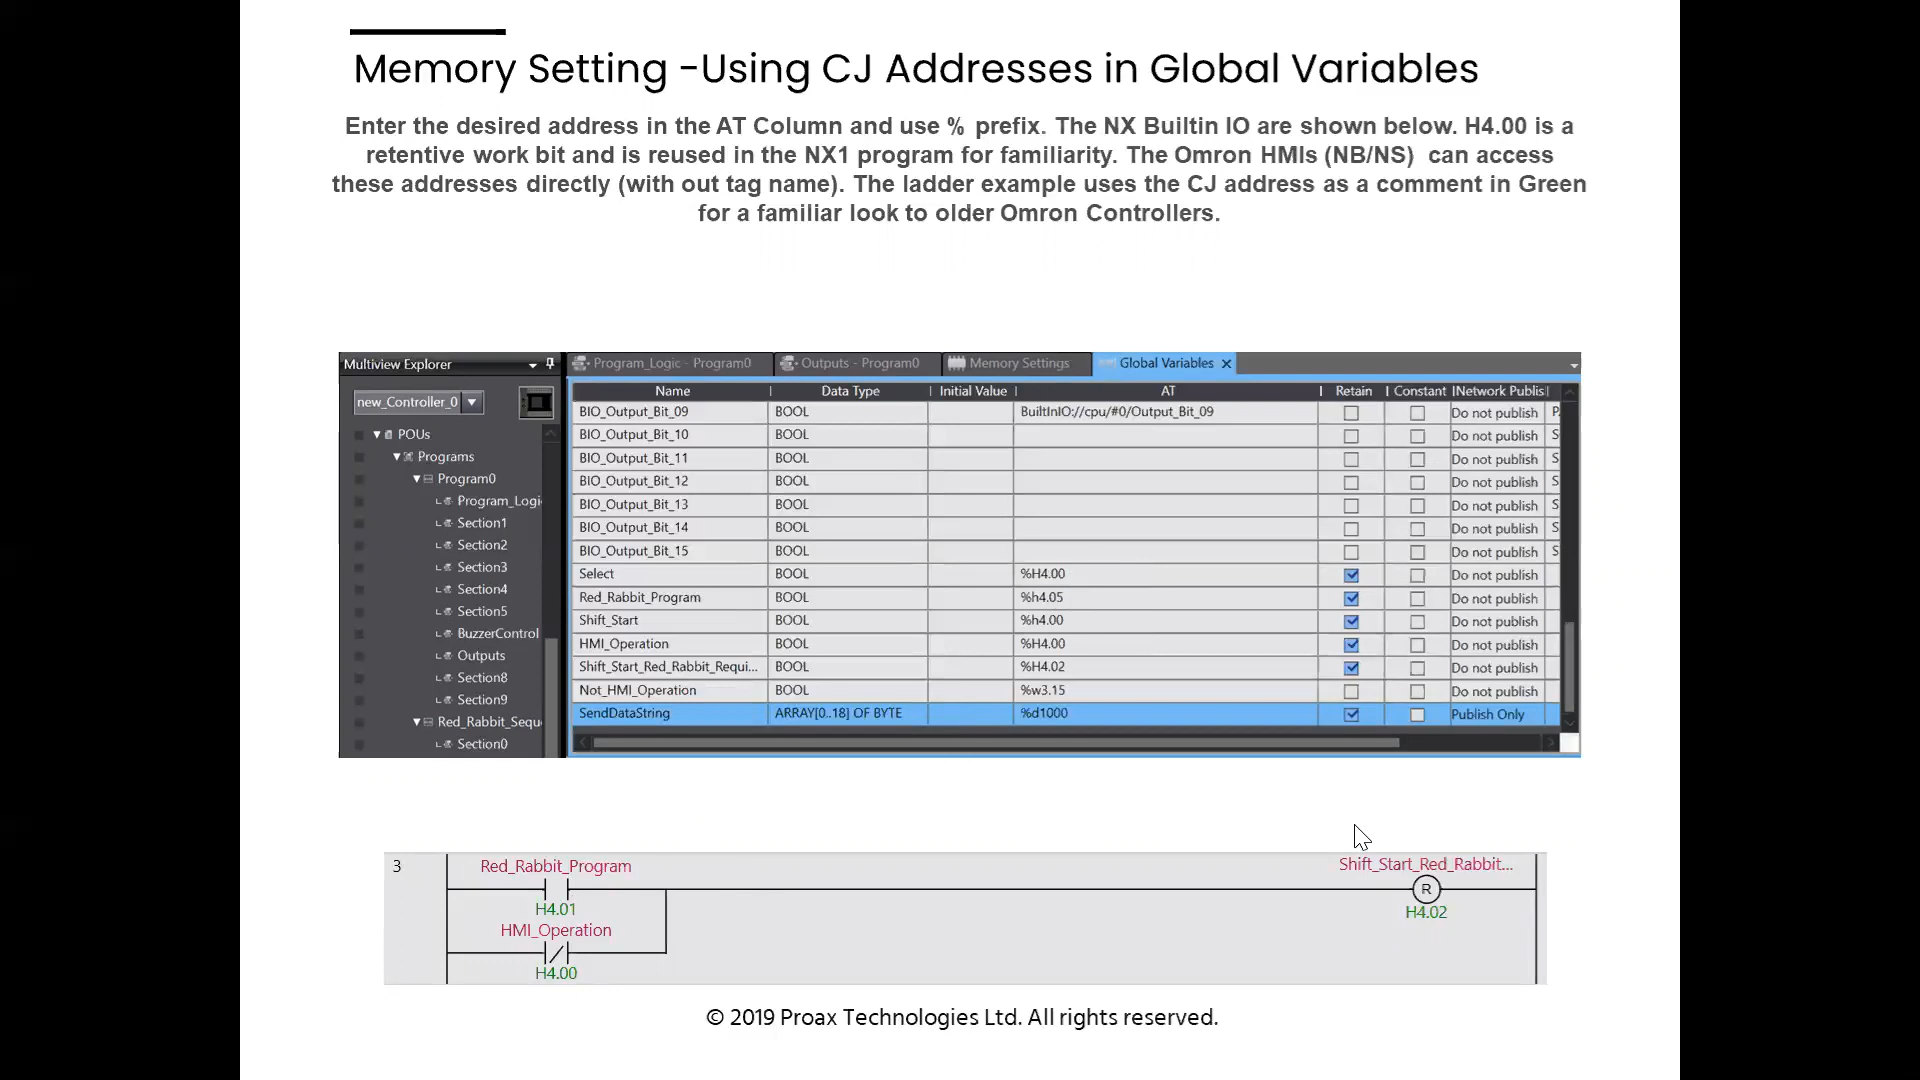 Memory Setting -Using CJ Addresses in Global Variables
Enter the desired address in the AT Column and use % prefix. The NX Builtin IO are shown below. H4.00 is a
retentive work bit and is reused in the NX1 program for familiarity. The Omron HMIs (NB/NS) can access
these addresses directly (with out tag name). The ladder example uses the CJ address as a comment in Green
for a familiar look to older Omron Controllers.
Multiview Explorer
new_Controller_0
POUs
Programs
Program0
Program_Logi
Section1
Section2
Section3
Section4
Section5
BuzzerControl
Outputs
Section8
Section9
Red_Rabbit_Sequ
Section0
Program_Logic - Program0 Outputs - Program0 Memory Settings Global Variables
Name Data Type Initial Value AT Retain Constant Network Publis
BIO_Output_Bit_09 BOOL BuiltInIO://cpu/#0/Output_Bit_09 Do not publish P
BIO_Output_Bit_10 BOOL Do not publish S
BIO_Output_Bit_11 BOOL Do not publish S
BIO_Output_Bit_12 BOOL Do not publish S
BIO_Output_Bit_13 BOOL Do not publish S
BIO_Output_Bit_14 BOOL Do not publish S
BIO_Output_Bit_15 BOOL Do not publish S
Select BOOL %H4.00 Do not publish
Red_Rabbit_Program BOOL %h4.05 Do not publish
Shift_Start BOOL %h4.00 Do not publish
HMI_Operation BOOL %H4.00 Do not publish
Shift_Start_Red_Rabbit_Requi... BOOL %H4.02 Do not publish
Not_HMI_Operation BOOL %w3.15 Do not publish
SendDataString ARRAY[0..18] OF BYTE %d1000 Publish Only
3 Red_Rabbit_Program Shift_Start_Red_Rabbit...
R
H4.01 H4.02
HMI_Operation
H4.00
© 2019 Proax Technologies Ltd. All rights reserved.